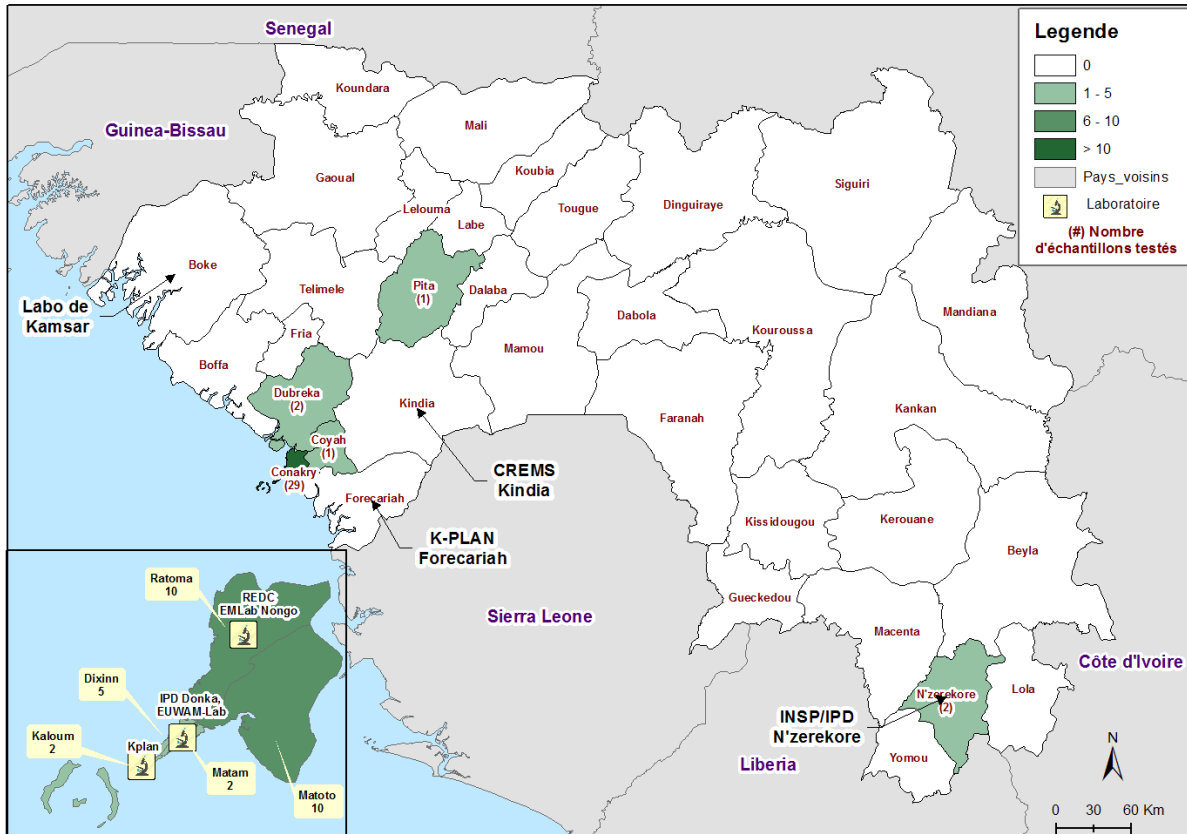 Senegal
Guinea-Bissau
Koundara
Mali
Gaoual
Koubia
Lelouma
Labe
Tougue
Dinguiraye
Siguiri
Boke
Telimele
Pita
(1)
Dalaba
Labo de
Kamsar
Fria
Boffa
Mamou
Dabola
Kouroussa
Mandiana
Dubreka
(2)
Kindia
Coyah
(1)
Conakry
(29)
Faranah
Kankan
CREMS
Kindia
Forecariah
K-PLAN
Forecariah
Kissidougou
Kerouane
Beyla
Gueckedou
Sierra Leone
Macenta
Côte d'Ivoire
N'zerekore
(2)
Lola
INSP/IPD
N'zerekore
Yomou
Liberia
Legende
0
1 - 5
6 - 10
> 10
Pays_voisins
Laboratoire
(#) Nombre
d'échantillons testés
Ratoma
10
REDC
EMLab Nongo
Dixinn
5
IPD Donka,
EUWAM-Lab
Kaloum
2
Kplan
Matam
2
Matoto
10
N
0 30 60 Km